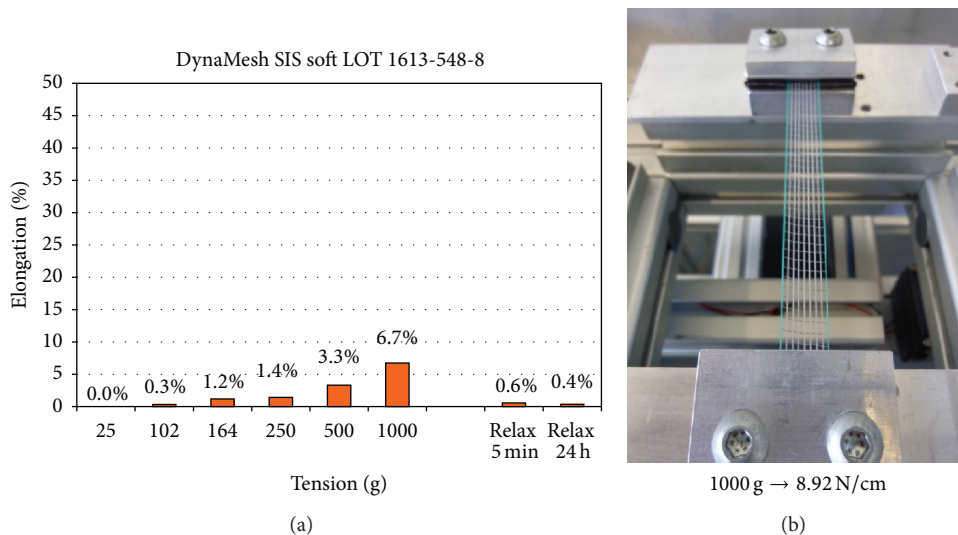 DynaMesh SIS soft LOT 1613-548-8
Elongation (%)
50
45
40
35
30
25
20
15
10
5
0
0.0%
0.3%
1.2%
1.4%
3.3%
6.7%
0.6%
0.4%
25 102 164 250 500 1000 Relax Relax
5 min 24 h
Tension (g)
(a)
1000 g → 8.92 N/cm
(b)